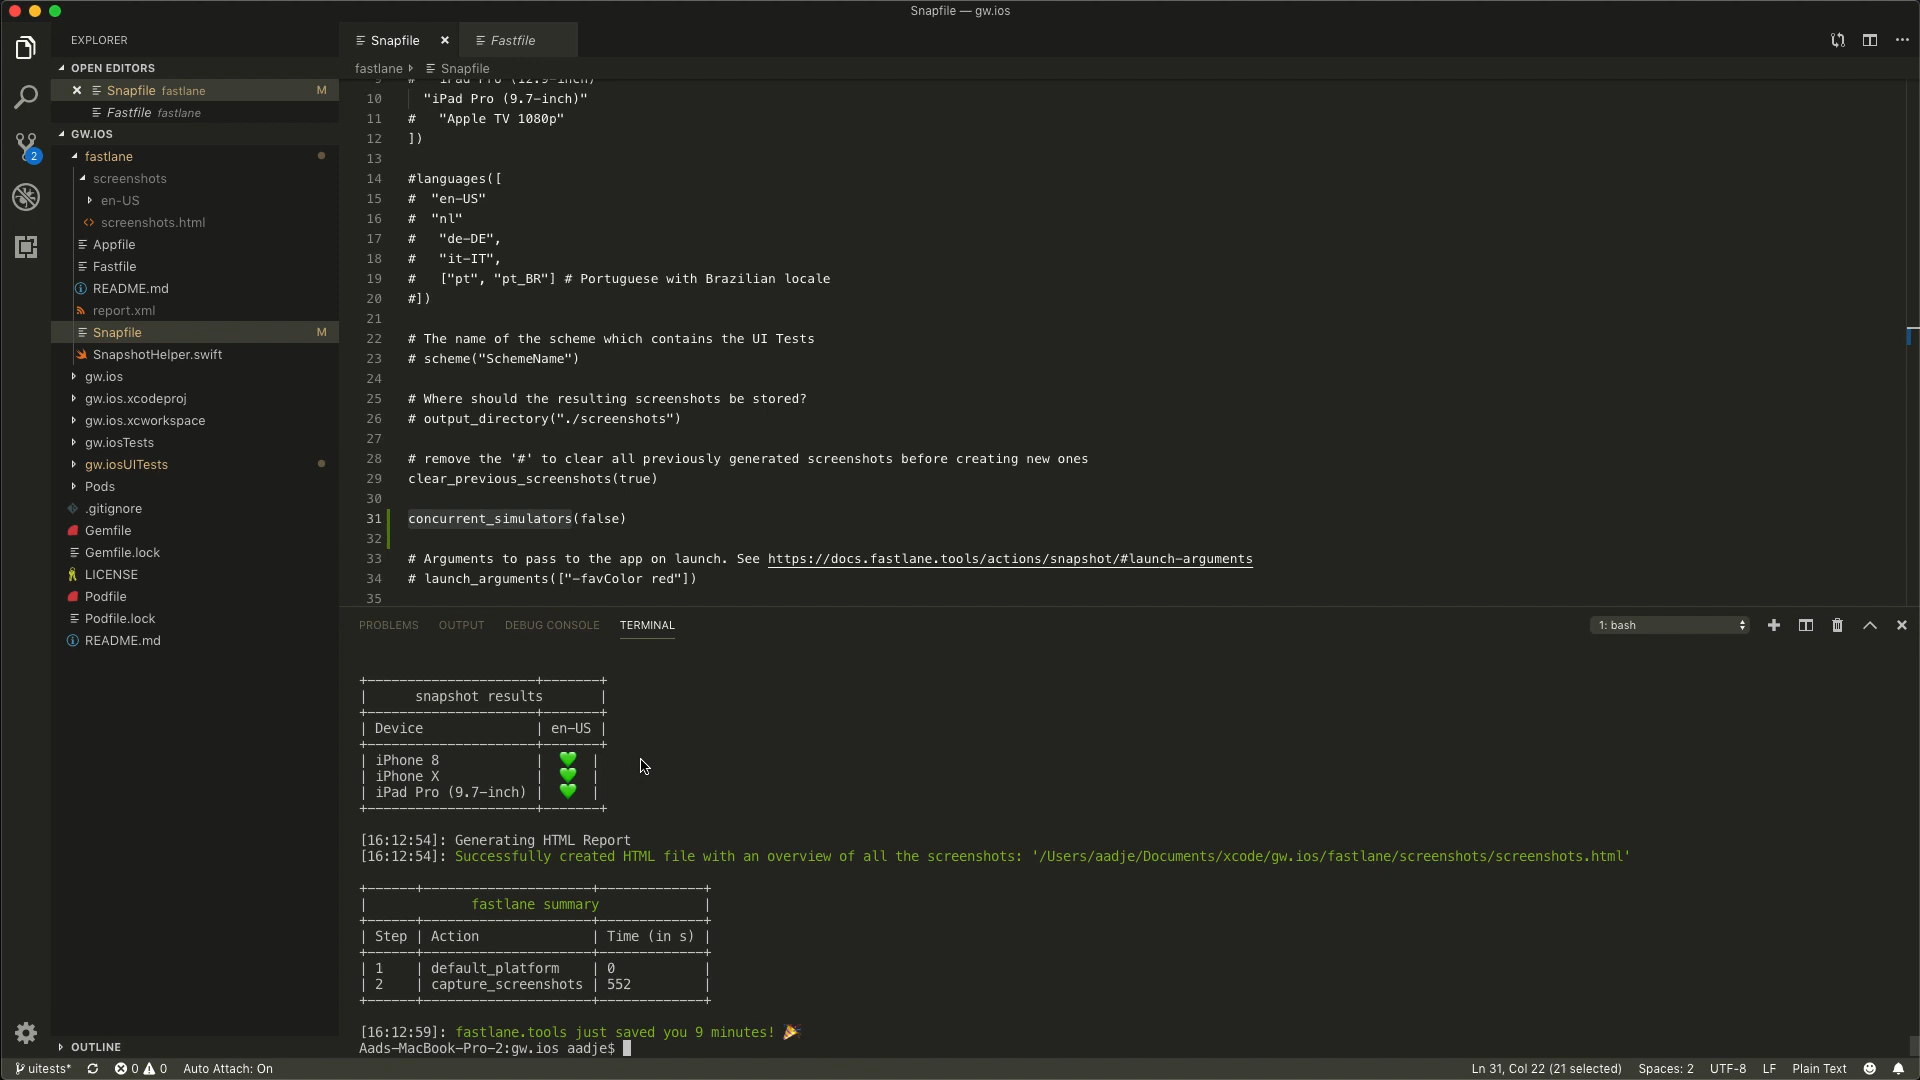 Snapfile — gw.ios
EXPLORER
OPEN EDITORS
Snapfile fastlane M
Fastfile fastlane
GW.IOS
fastlane
screenshots
en-US
screenshots.html
Appfile
Fastfile
README.md
report.xml
Snapfile M
SnapshotHelper.swift
gw.ios
gw.ios.xcodeproj
gw.ios.xcworkspace
gw.iosTests
gw.iosUITests
Pods
.gitignore
Gemfile
Gemfile.lock
LICENSE
Podfile
Podfile.lock
README.md
OUTLINE
2
Snapfile
Fastfile
fastlane Snapfile
9 # "iPad Pro (12.9-inch)"
10 "iPad Pro (9.7-inch)"
11 # "Apple TV 1080p"
12 ])
13
14 #languages([
15 # "en-US"
16 # "nl"
17 # "de-DE",
18 # "it-IT",
19 # ["pt", "pt_BR"] # Portuguese with Brazilian locale
20 #])
21
22 # The name of the scheme which contains the UI Tests
23 # scheme("SchemeName")
24
25 # Where should the resulting screenshots be stored?
26 # output_directory("./screenshots")
27
28 # remove the '#' to clear all previously generated screenshots before creating new ones
29 clear_previous_screenshots(true)
30
31 concurrent_simulators(false)
32
33 # Arguments to pass to the app on launch. See https://docs.fastlane.tools/actions/snapshot/#launch-arguments
34 # launch_arguments(["-favColor red"])
35
PROBLEMS OUTPUT DEBUG CONSOLE TERMINAL
1: bash
+---------------------+-------+
| snapshot results |
+---------------------+-------+
| Device | en-US |
+---------------------+-------+
| iPhone 8 | 💚 |
| iPhone X | 💚 |
| iPad Pro (9.7-inch) | 💚 |
+---------------------+-------+
[16:12:54]: Generating HTML Report
[16:12:54]: Successfully created HTML file with an overview of all the screenshots: '/Users/aadje/Documents/xcode/gw.ios/fastlane/screenshots/screenshots.html'
+------+---------------------+-------------+
| fastlane summary |
+------+---------------------+-------------+
| Step | Action | Time (in s) |
+------+---------------------+-------------+
| 1 | default_platform | 0 |
| 2 | capture_screenshots | 552 |
+------+---------------------+-------------+
[16:12:59]: fastlane.tools just saved you 9 minutes! 🎉
Aads-MacBook-Pro-2:gw.ios aadje$
uitests* 0 0 Auto Attach: On
Ln 31, Col 22 (21 selected) Spaces: 2 UTF-8 LF Plain Text